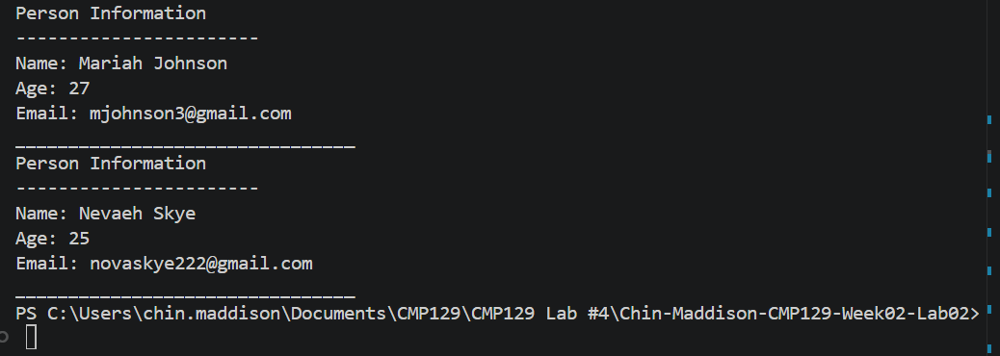 Person Information
-----------------------
Name: Mariah Johnson
Age: 27
Email: mjohnson3@gmail.com
________________________________
Person Information
-----------------------
Name: Nevaeh Skye
Age: 25
Email: novaskye222@gmail.com
________________________________
PS C:\Users\chin.maddison\Documents\CMP129\CMP129 Lab #4\Chin-Maddison-CMP129-Week02-Lab02>